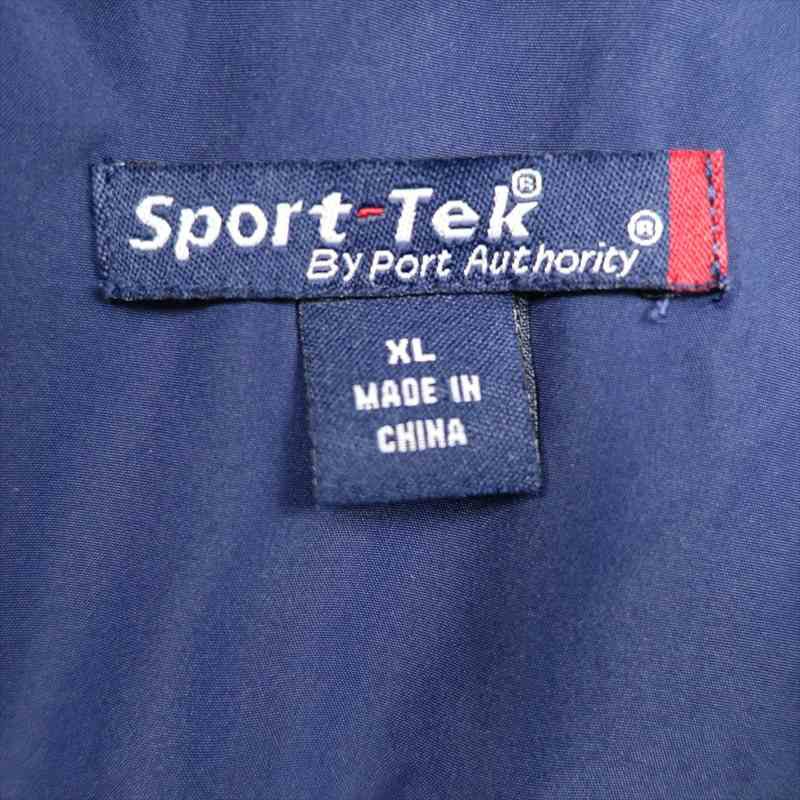 Sport-Tek®
By Port Authority®
XL
MADE IN
CHINA